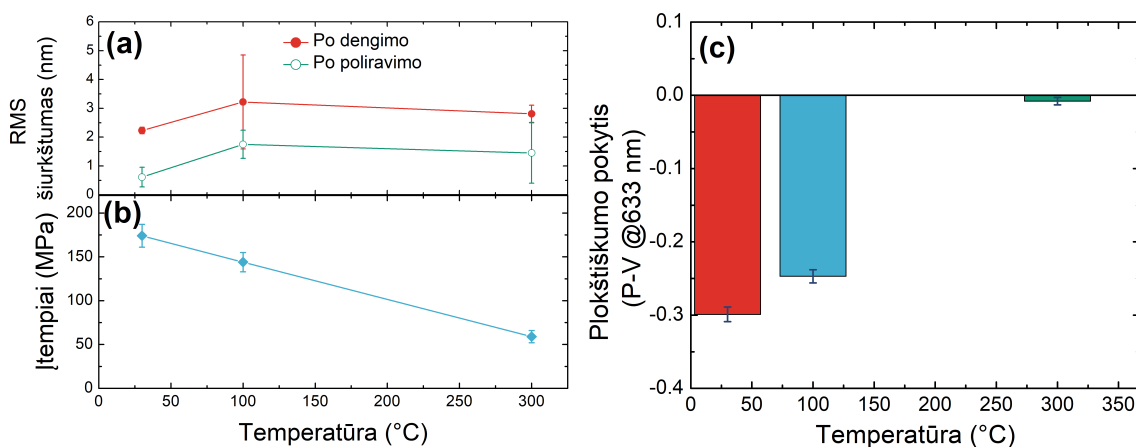 (a)
Po dengimo
Po poliravimo
RMS
šiurkštumas (nm)
6
5
4
3
2
1
0
(b)
Įtempiai (MPa)
200
150
100
50
0
0 50 100 150 200 250 300
Temperatūra (°C)
(c)
Plokštiškumo pokytis
(P-V @633 nm)
0.0
-0.1
-0.2
-0.3
-0.4
0 50 100 150 200 250 300 350
Temperatūra (°C)